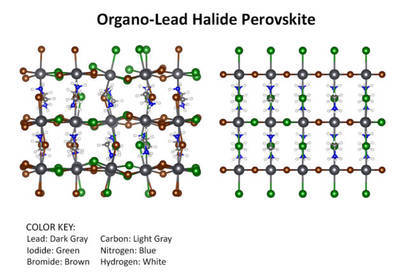 Organo-Lead Halide Perovskite
COLOR KEY:
Lead: Dark Gray Carbon: Light Gray
Iodide: Green Nitrogen: Blue
Bromide: Brown Hydrogen: White